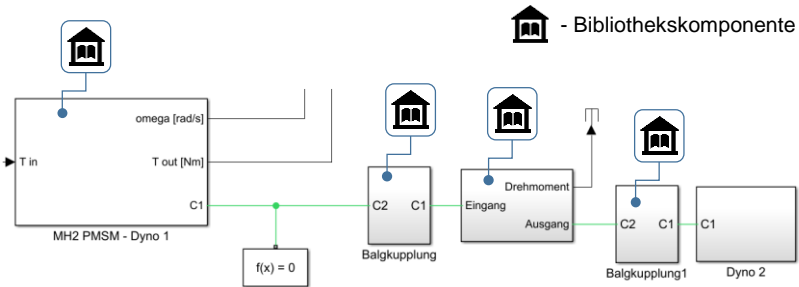 - Bibliothekskomponente
omega [rad/s]
T in
T out [Nm]
C1
MH2 PMSM - Dyno 1
f(x) = 0
C2 C1
Balgkupplung
Drehmoment
Eingang
Ausgang
C2 C1
Balgkupplung1
C1
Dyno 2